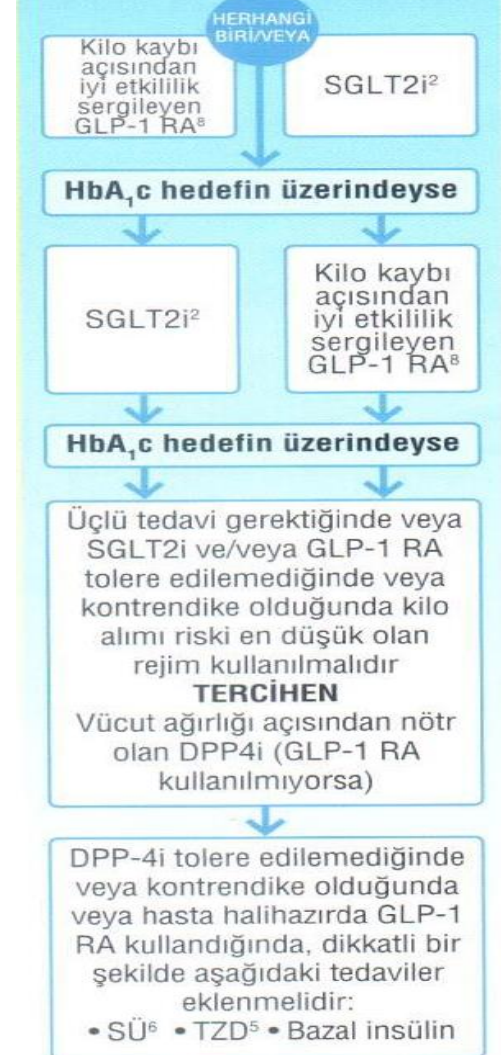 HERHANGİ
BİRİ/VEYA
Kilo kaybı
açısından
iyi etkililik
sergileyen
GLP-1 RA⁸
SGLT2i²
HbA₁c hedefin üzerindeyse
SGLT2i²
Kilo kaybı
açısından
iyi etkililik
sergileyen
GLP-1 RA⁸
HbA₁c hedefin üzerindeyse
Üçlü tedavi gerektiğinde veya
SGLT2i ve/veya GLP-1 RA
tolere edilemediğinde veya
kontrendike olduğunda kilo
alımı riski en düşük olan
rejim kullanılmalıdır
TERCİHEN
Vücut ağırlığı açısından nötr
olan DPP4i (GLP-1 RA
kullanılmıyorsa)
DPP-4i tolere edilemediğinde
veya kontrendike olduğunda
veya hasta halihazırda GLP-1
RA kullandığında, dikkatli bir
şekilde aşağıdaki tedaviler
eklenmelidir:
• SÜ⁶ • TZD⁵ • Bazal insülin